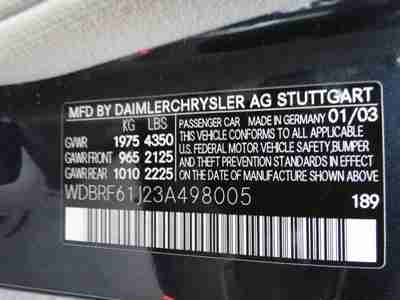 MFD BY DAIMLERCHRYSLER AG STUTTGART
KG LBS PASSENGER CAR MADE IN GERMANY 01/03
GVWR 1975 4350 THIS VEHICLE CONFORMS TO ALL APPLICABLE
GAWR.FRONT 965 2125 U.S. FEDERAL MOTOR VEHICLE SAFETY, BUMPER
GAWR.REAR 1010 2225 AND THEFT PREVENTION STANDARDS IN EFFECT
ON THE DATE OF MANUFACTURE SHOWN ABOVE
WDBRF61J23A498005
189